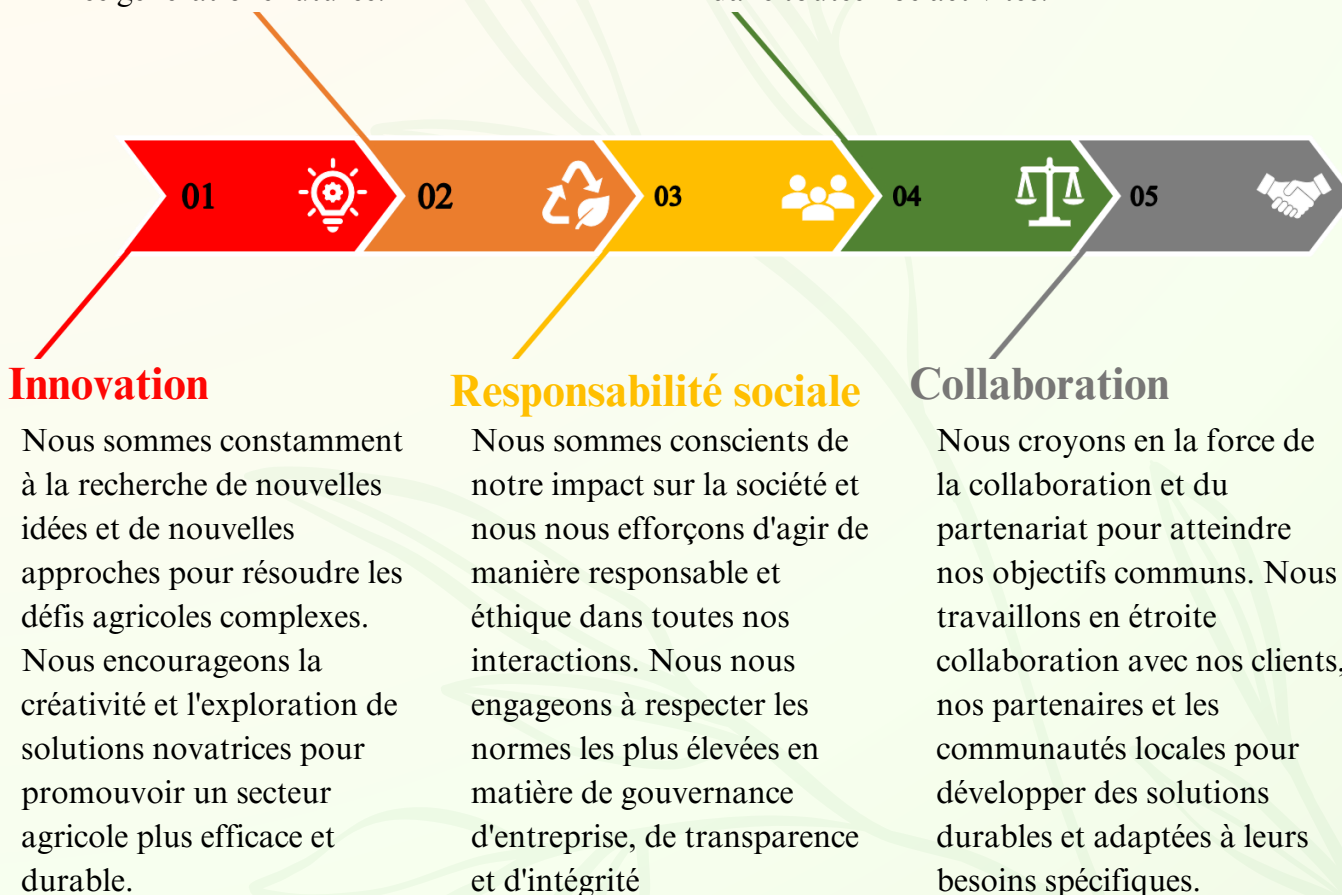 01
02
03
04
05
Innovation
Nous sommes constamment
à la recherche de nouvelles
idées et de nouvelles
approches pour résoudre les
défis agricoles complexes.
Nous encourageons la
créativité et l'exploration de
solutions novatrices pour
promouvoir un secteur
agricole plus efficace et
durable.
Responsabilité sociale
Nous sommes conscients de
notre impact sur la société et
nous nous efforçons d'agir de
manière responsable et
éthique dans toutes nos
interactions. Nous nous
engageons à respecter les
normes les plus élevées en
matière de gouvernance
d'entreprise, de transparence
et d'intégrité
Collaboration
Nous croyons en la force de
la collaboration et du
partenariat pour atteindre
nos objectifs communs. Nous
travaillons en étroite
collaboration avec nos clients,
nos partenaires et les
communautés locales pour
développer des solutions
durables et adaptées à leurs
besoins spécifiques.